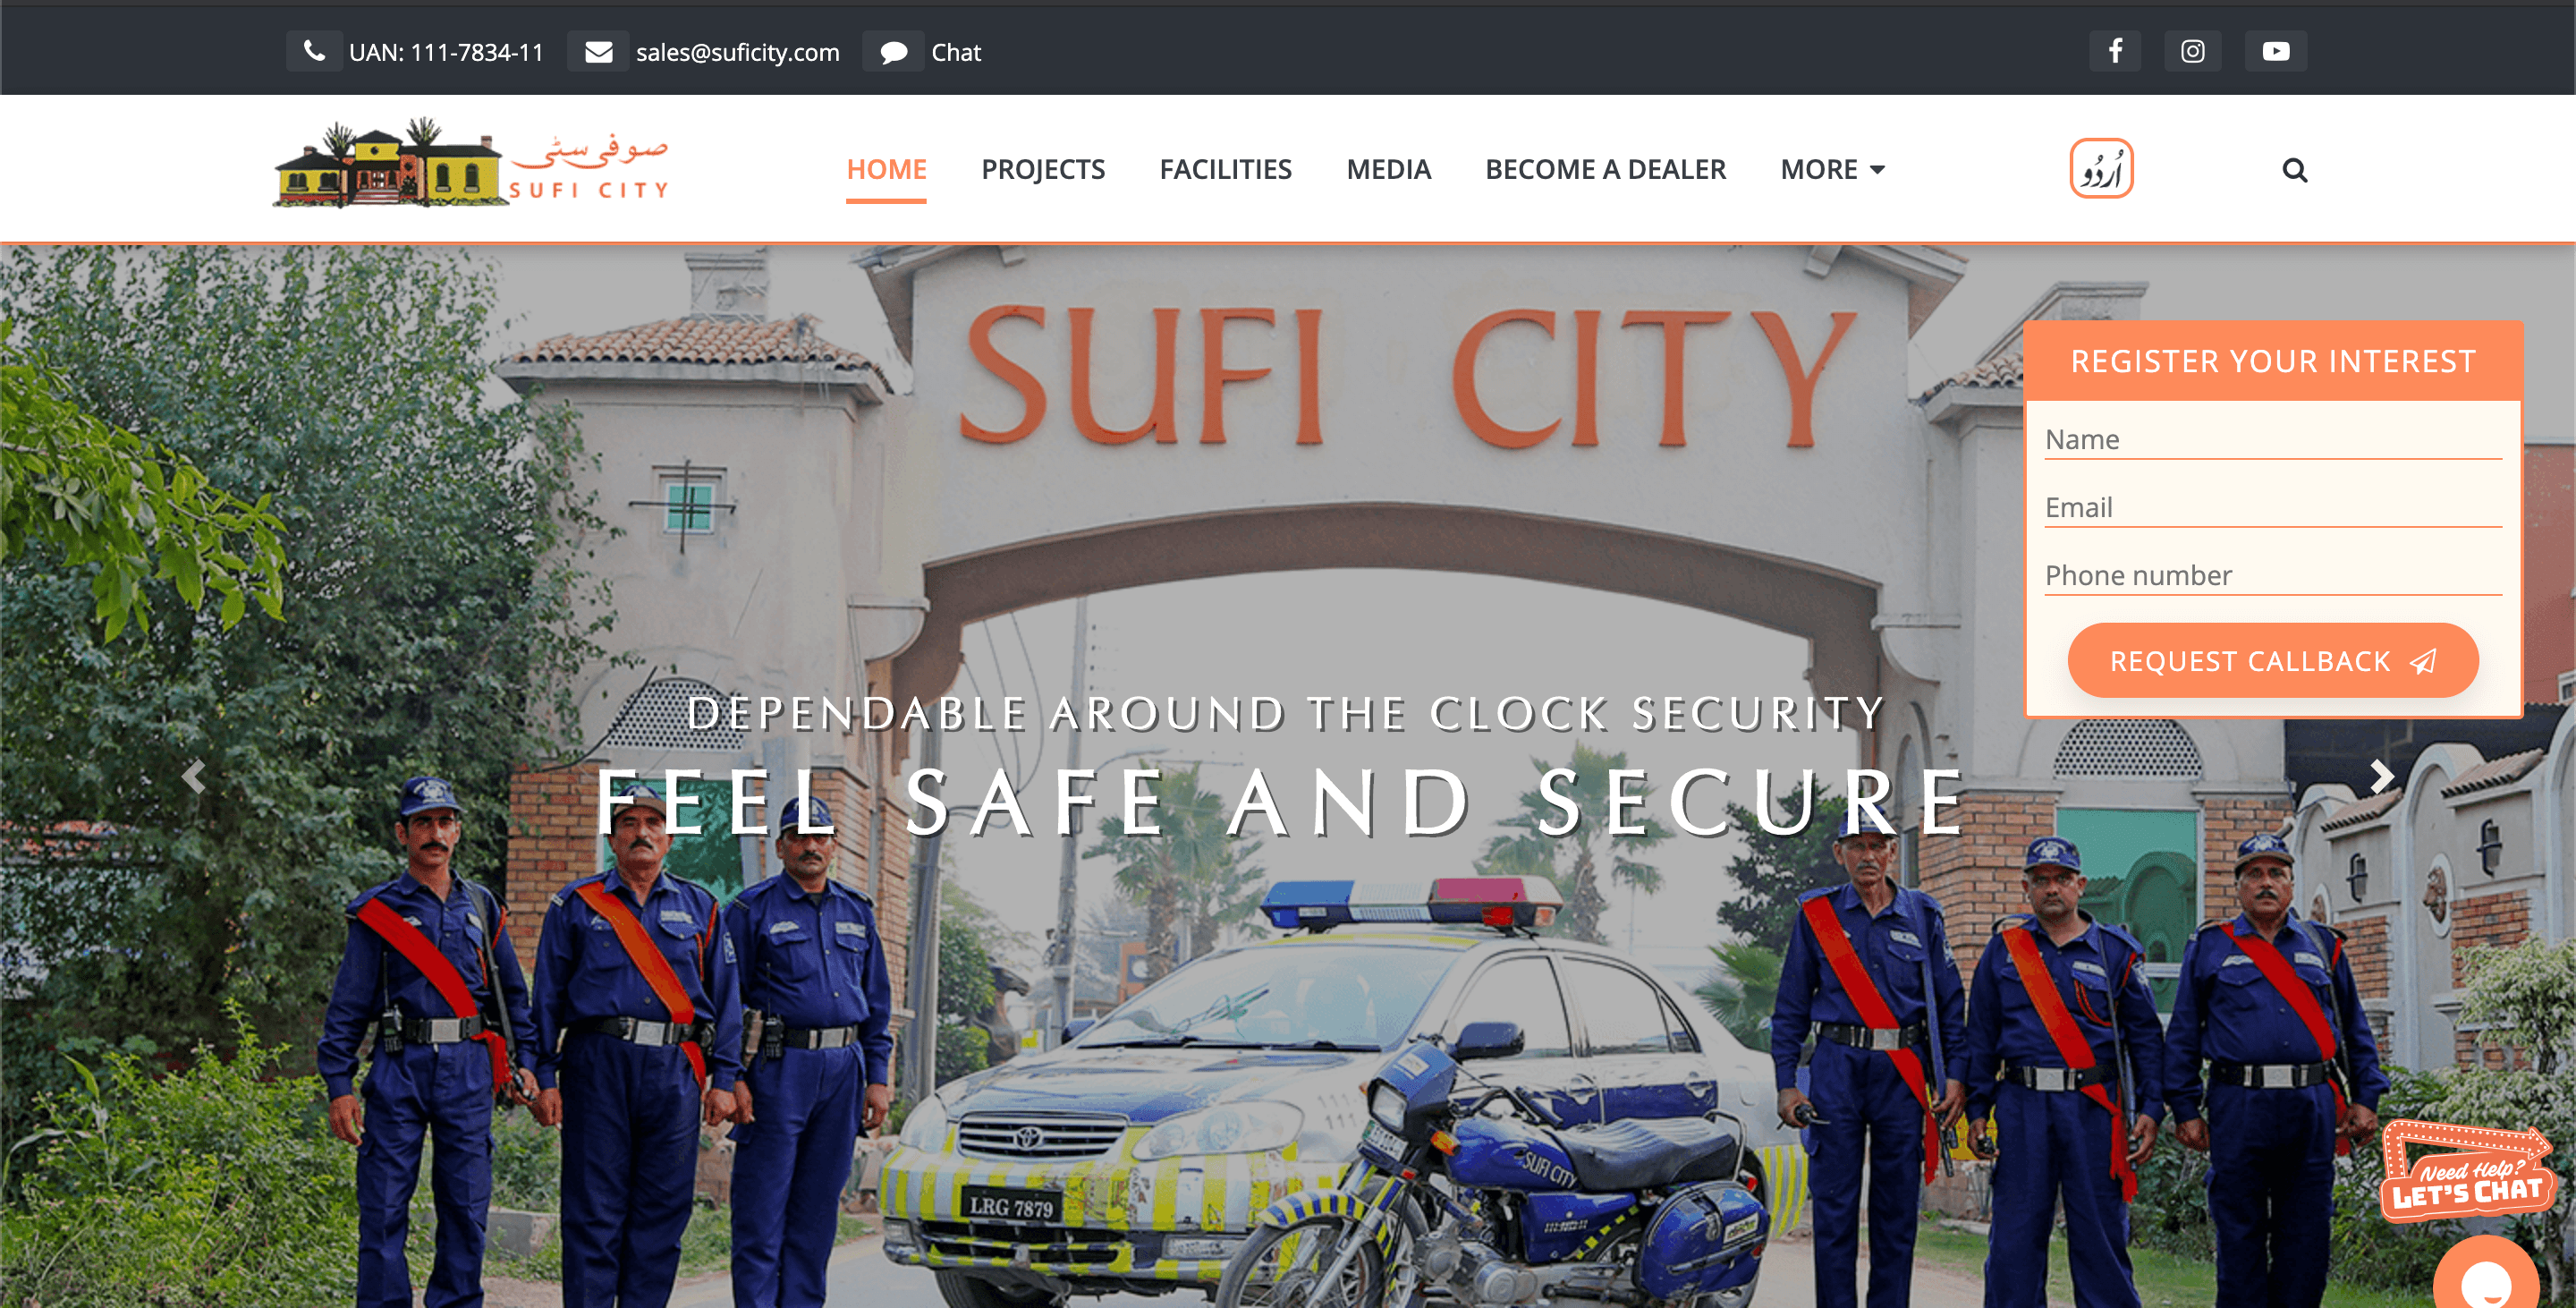 UAN: 111-7834-11
sales@suficity.com
Chat
صوفی سٹی
SUFI CITY
HOME
PROJECTS
FACILITIES
MEDIA
BECOME A DEALER
MORE
اُردُو
SUFI CITY
REGISTER YOUR INTEREST
Name
Email
Phone number
REQUEST CALLBACK
DEPENDABLE AROUND THE CLOCK SECURITY
FEEL SAFE AND SECURE
LRG 7879
SUFI CITY
Need Help?
LET'S CHAT